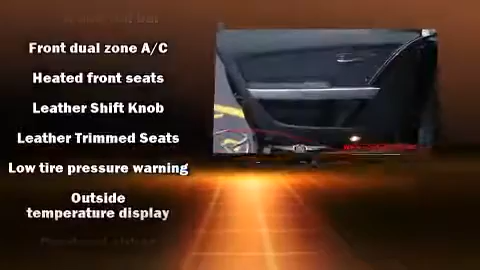 Front dual zone A/C
Heated front seats
Leather Shift Knob
Leather Trimmed Seats
Low tire pressure warning
Outside
temperature display